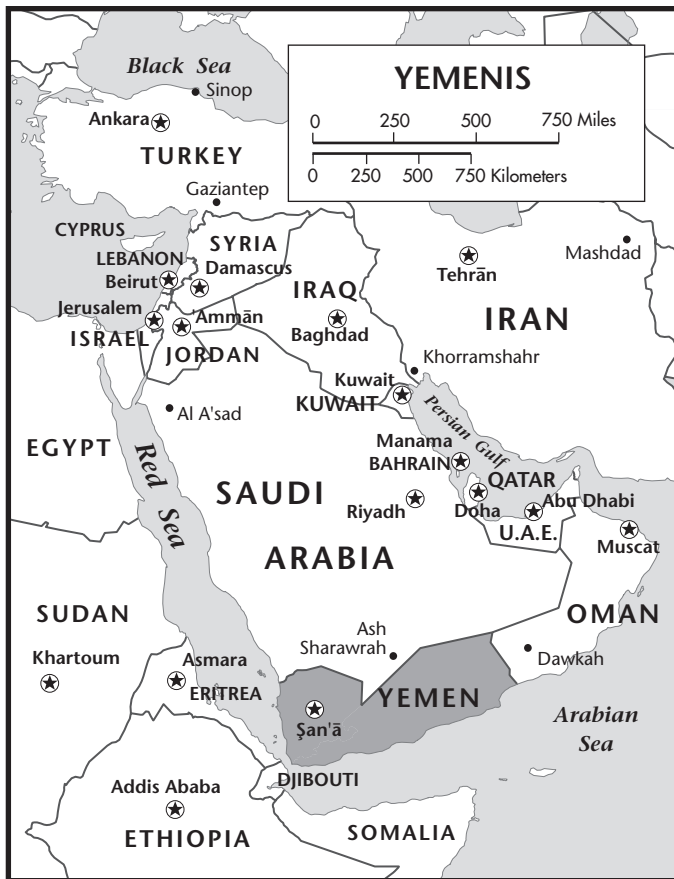 YEMENIS
0 250 500 750 Miles
0 250 500 750 Kilometers
Black Sea
Sinop
Ankara
TURKEY
Gaziantep
CYPRUS
SYRIA
LEBANON
Beirut
Damascus
Tehrān
Mashdad
IRAQ
Jerusalem
'Ammān
Baghdad
IRAN
ISRAEL
JORDAN
Khorramshahr
Kuwait
KUWAIT
Al A'sad
Persian Gulf
EGYPT
Red Sea
Manama
BAHRAIN
QATAR
SAUDI
Riyadh
Doha
Abu Dhabi
U.A.E.
Muscat
ARABIA
SUDAN
OMAN
Ash
Sharawrah
Khartoum
Asmara
Dawkah
ERITREA
YEMEN
Şan'ā
Arabian
Sea
DJIBOUTI
Addis Ababa
ETHIOPIA
SOMALIA